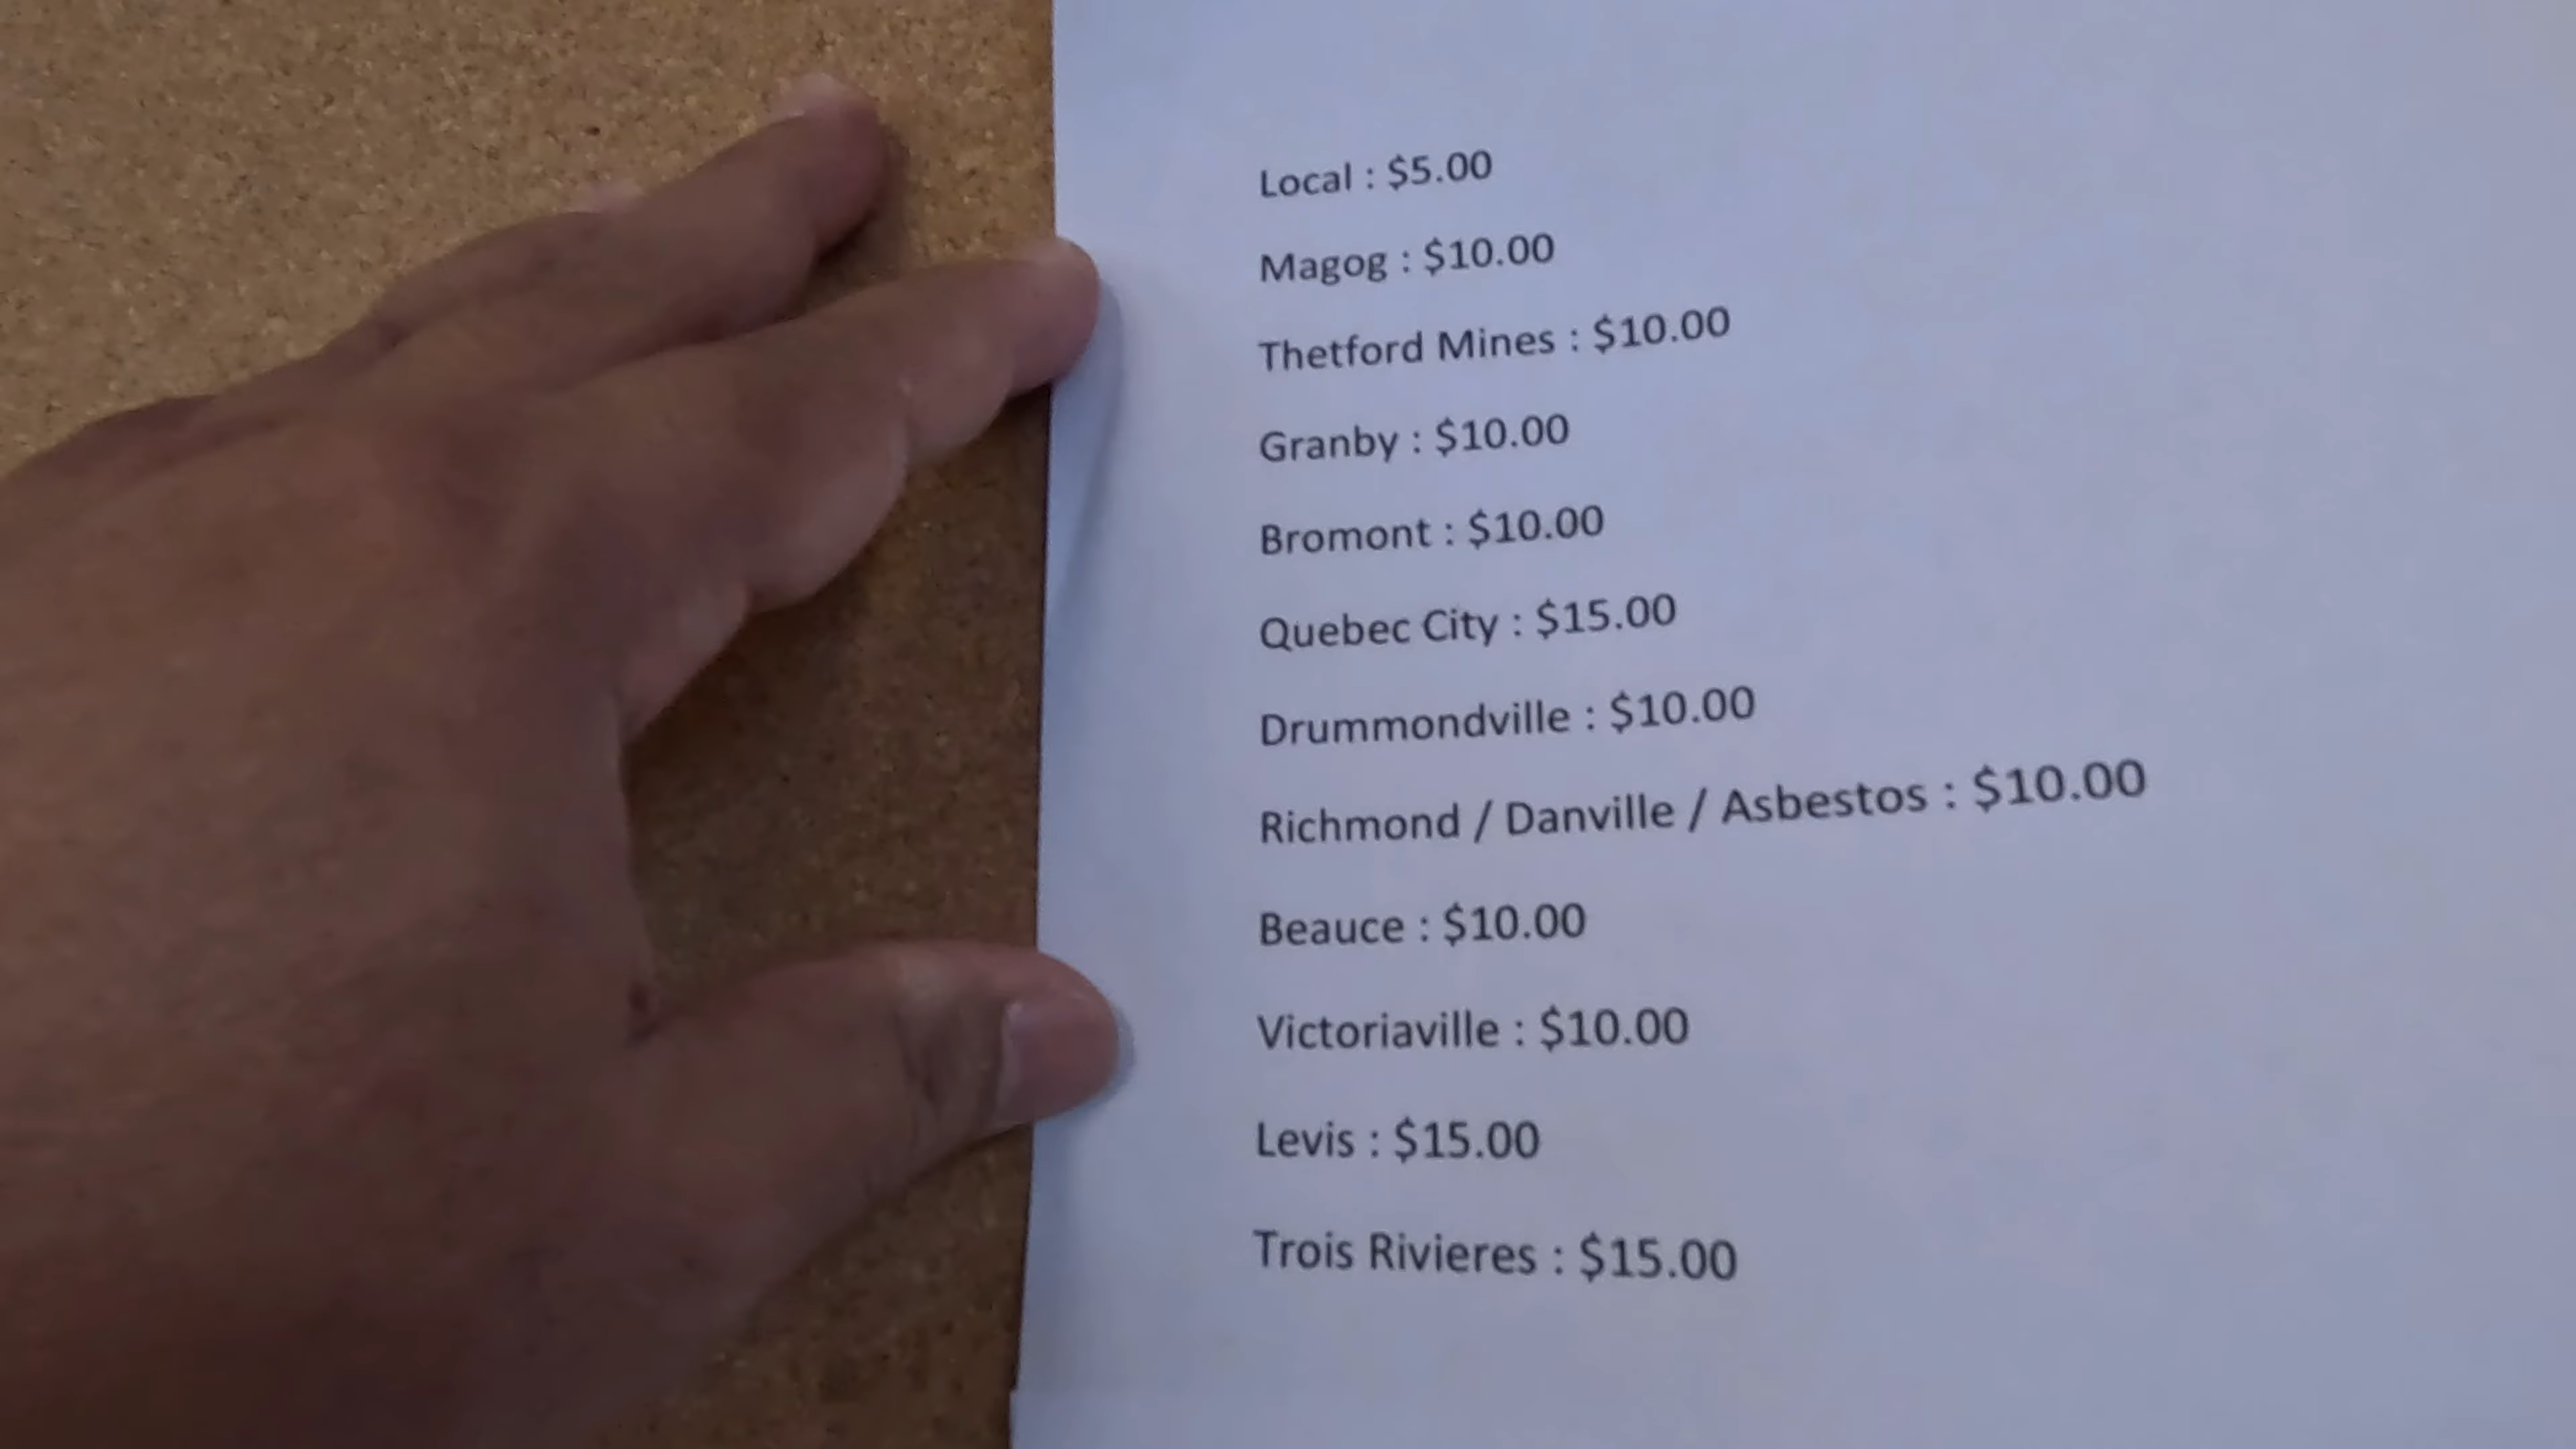 Local : $5.00
Magog : $10.00
Thetford Mines : $10.00
Granby : $10.00
Bromont : $10.00
Quebec City : $15.00
Drummondville : $10.00
Richmond / Danville / Asbestos : $10.00
Beauce : $10.00
Victoriaville : $10.00
Levis : $15.00
Trois Rivieres : $15.00